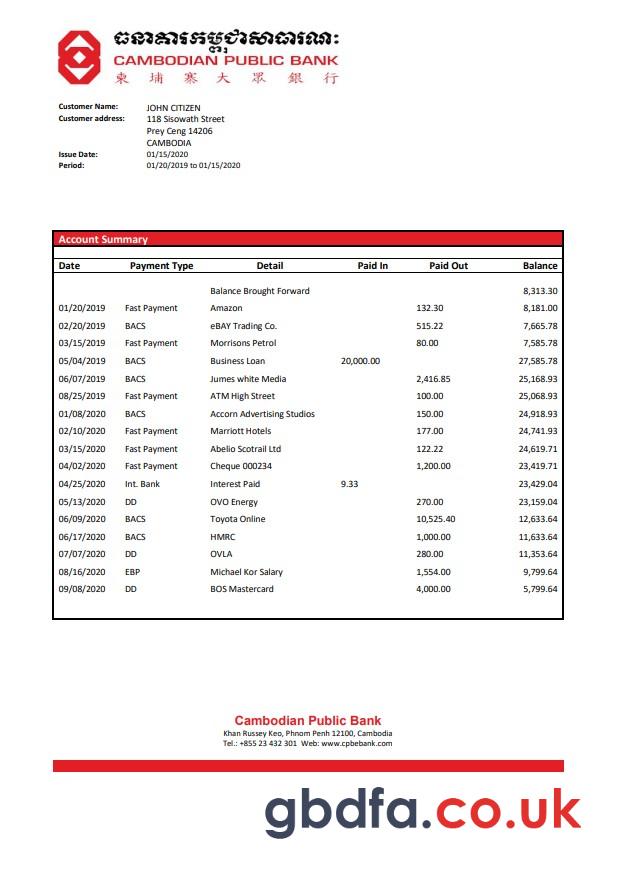 ធនាគារកម្ពុជាសាធារណៈ
CAMBODIAN PUBLIC BANK
柬 埔 寨 大 眾 銀 行
Customer Name: JOHN CITIZEN
Customer address: 118 Sisowath Street
Prey Ceng 14206
CAMBODIA
Issue Date: 01/15/2020
Period: 01/20/2019 to 01/15/2020
Account Summary
Date Payment Type Detail Paid In Paid Out Balance
Balance Brought Forward 8,313.30
01/20/2019 Fast Payment Amazon 132.30 8,181.00
02/20/2019 BACS eBAY Trading Co. 515.22 7,665.78
03/15/2019 Fast Payment Morrisons Petrol 80.00 7,585.78
05/04/2019 BACS Business Loan 20,000.00 27,585.78
06/07/2019 BACS Jumes white Media 2,416.85 25,168.93
08/25/2019 Fast Payment ATM High Street 100.00 25,068.93
01/08/2020 BACS Accorn Advertising Studios 150.00 24,918.93
02/10/2020 Fast Payment Marriott Hotels 177.00 24,741.93
03/15/2020 Fast Payment Abelio Scotrail Ltd 122.22 24,619.71
04/02/2020 Fast Payment Cheque 000234 1,200.00 23,419.71
04/25/2020 Int. Bank Interest Paid 9.33 23,429.04
05/13/2020 DD OVO Energy 270.00 23,159.04
06/09/2020 BACS Toyota Online 10,525.40 12,633.64
06/17/2020 BACS HMRC 1,000.00 11,633.64
07/07/2020 DD OVLA 280.00 11,353.64
08/16/2020 EBP Michael Kor Salary 1,554.00 9,799.64
09/08/2020 DD BOS Mastercard 4,000.00 5,799.64
Cambodian Public Bank
Khan Russey Keo, Phnom Penh 12100, Cambodia
Tel.: +855 23 432 301 Web: www.cpbebank.com
gbdfa.co.uk